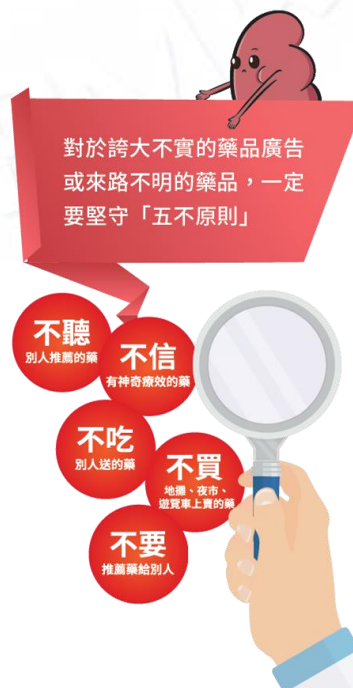 對於誇大不實的藥品廣告
或來路不明的藥品，一定
要堅守「五不原則」
不聽
別人推薦的藥
不信
有神奇療效的藥
不吃
別人送的藥
不買
地攤、夜市、
遊覽車上賣的藥
不要
推薦藥給別人